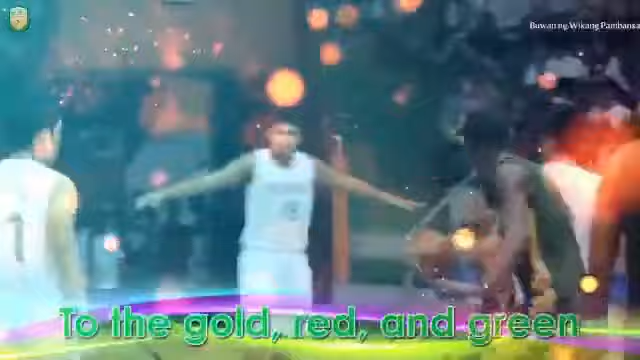 Buwan ng Wikang Pambansa
To the gold, red, and green